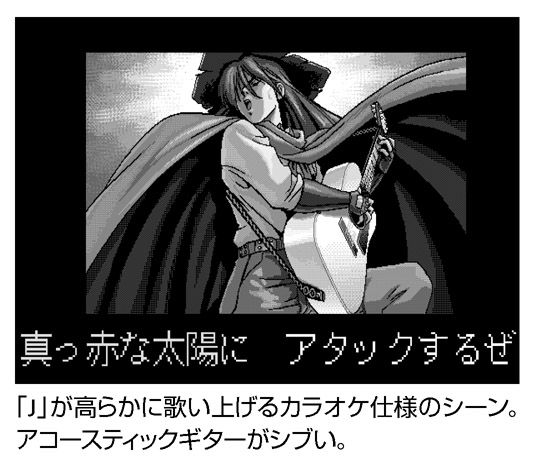 真っ赤な太陽に アタックするぜ
「J」が高らかに歌い上げるカラオケ仕様のシーン。
アコースティックギターがシブい。